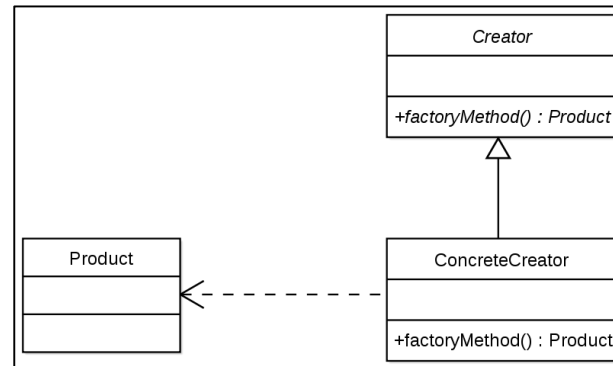 Creator
+factoryMethod() : Product
Product
ConcreteCreator
+factoryMethod() : Product